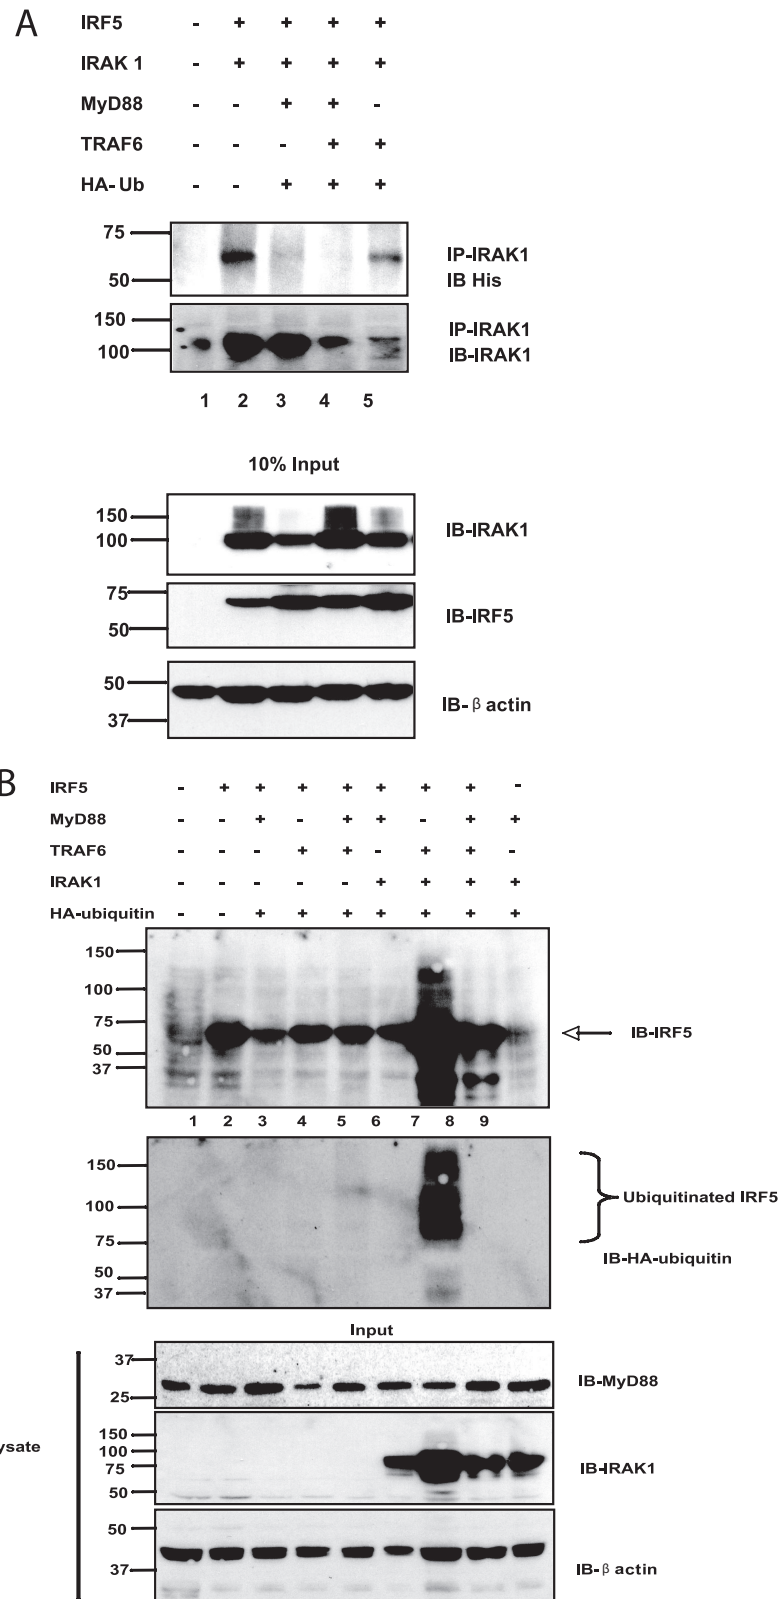 A
IRF5 - + + + +
IRAK 1 - + + + +
MyD88 - - + + -
TRAF6 - - - + +
HA-Ub - - + + +
75
50
IP-IRAK1
IB His
150
100
IP-IRAK1
IB-IRAK1
1 2 3 4 5
10% Input
150
100
IB-IRAK1
75
50
IB-IRF5
50
37
IB-β actin
B
IRF5 - + + + + + + + -
MyD88 - - + - + + - + +
TRAF6 - - - + + - + + -
IRAK1 - - - - - + + + +
HA-ubiquitin - - + + + + + + +
150
100
75
50
37
IB-IRF5
1 2 3 4 5 6 7 8 9
150
100
75
50
37
Ubiquitinated IRF5
IB-HA-ubiquitin
Input
37
25
IB-MyD88
ysate
150
100
75
50
IB-IRAK1
50
37
IB-β actin